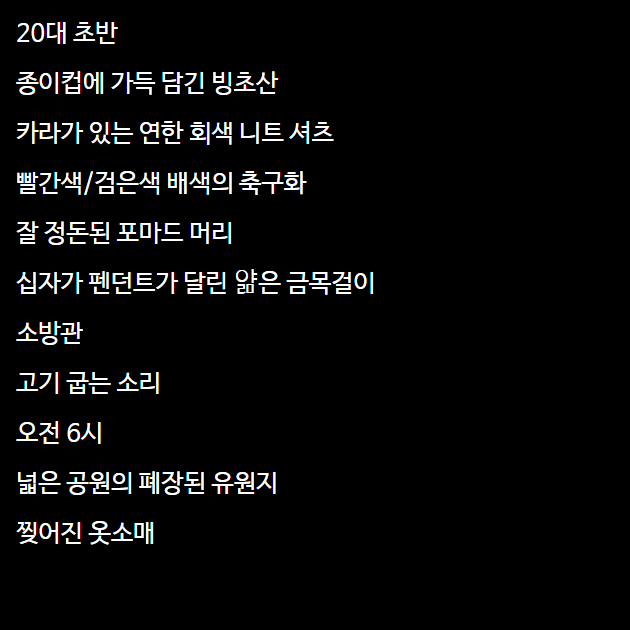 20대 초반
종이컵에 가득 담긴 빙초산
카라가 있는 연한 회색 니트 셔츠
빨간색/검은색 배색의 축구화
잘 정돈된 포마드 머리
십자가 펜던트가 달린 얇은 금목걸이
소방관
고기 굽는 소리
오전 6시
넓은 공원의 폐장된 유원지
찢어진 옷소매